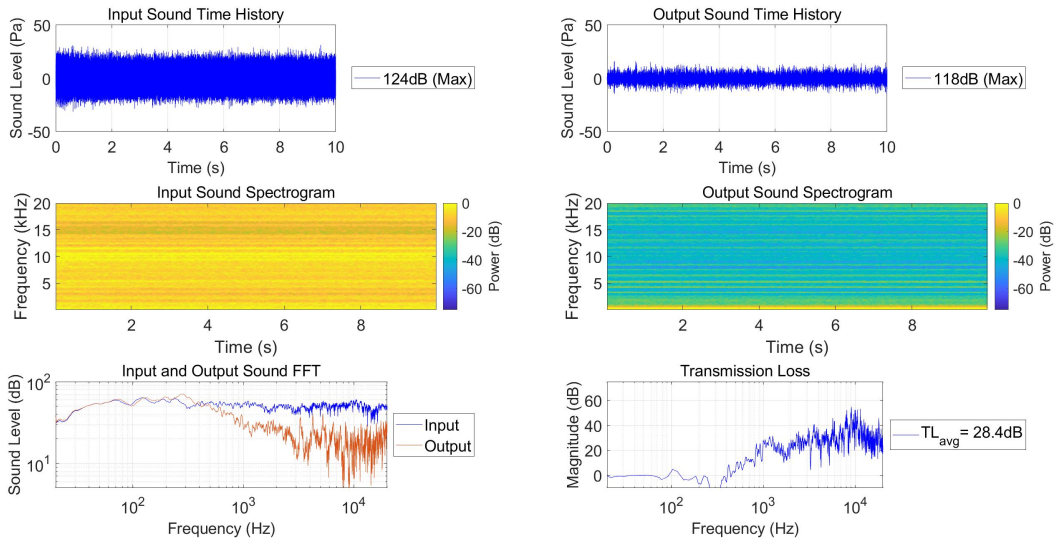 Input Sound Time History
Sound Level (Pa)
50
0
-50
0 2 4 6 8 10
Time (s)
124dB (Max)
Output Sound Time History
Sound Level (Pa)
50
0
-50
0 2 4 6 8 10
Time (s)
118dB (Max)
Input Sound Spectrogram
Frequency (kHz)
20
15
10
5
2 4 6 8
Time (s)
0
-20
-40
-60
Power (dB)
Output Sound Spectrogram
Frequency (kHz)
20
15
10
5
2 4 6 8
Time (s)
0
-20
-40
-60
Power (dB)
Input and Output Sound FFT
Sound Level (dB)
10²
10¹
10² 10³ 10⁴
Frequency (Hz)
Input
Output
Transmission Loss
Magnitude (dB)
60
40
20
0
10² 10³ 10⁴
Frequency (Hz)
TL_avg= 28.4dB